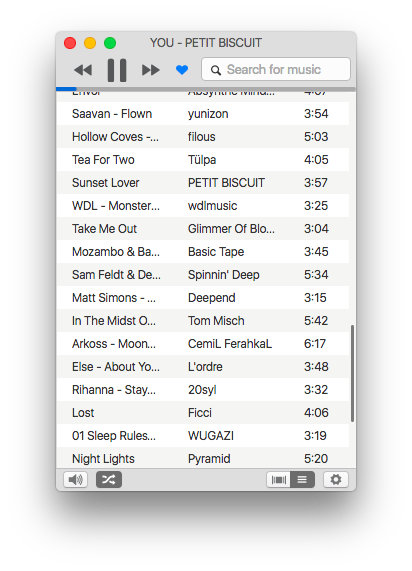 YOU - PETIT BISCUIT
Search for music
Saavan - Flown yunizon 3:54
Hollow Coves -... filous 5:03
Tea For Two Tülpa 4:05
Sunset Lover PETIT BISCUIT 3:57
WDL - Monster... wdlmusic 3:25
Take Me Out Glimmer Of Blo... 3:04
Mozambo & Ba... Basic Tape 3:45
Sam Feldt & De... Spinnin' Deep 5:34
Matt Simons - ... Deepend 3:15
In The Midst O... Tom Misch 5:42
Arkoss - Moon... CemiL FerahkaL 6:17
Else - About Yo... L'ordre 3:48
Rihanna - Stay... 20syl 3:32
Lost Ficci 4:06
01 Sleep Rules... WUGAZI 3:19
Night Lights Pyramid 5:20